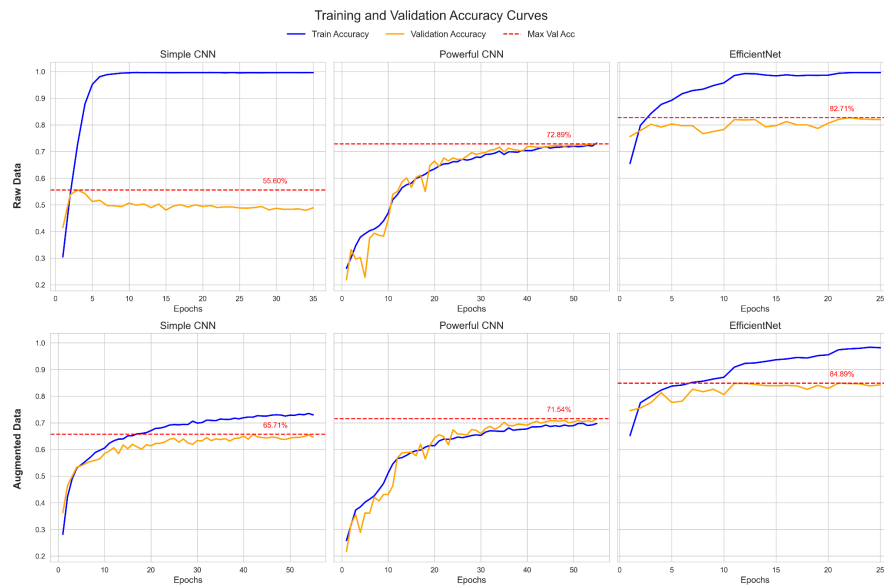 Training and Validation Accuracy Curves
Train Accuracy Validation Accuracy Max Val Acc
Simple CNN Powerful CNN EfficientNet
Raw Data
1.0
0.9
0.8
0.7
0.6
0.5
0.4
0.3
0.2
55.60%
72.89%
82.71%
0 5 10 15 20 25 30 35
0 10 20 30 40 50
0 5 10 15 20 25
Epochs Epochs Epochs
Simple CNN Powerful CNN EfficientNet
Augmented Data
1.0
0.9
0.8
0.7
0.6
0.5
0.4
0.3
0.2
65.71%
71.54%
84.89%
0 10 20 30 40 50
0 10 20 30 40 50
0 5 10 15 20 25
Epochs Epochs Epochs